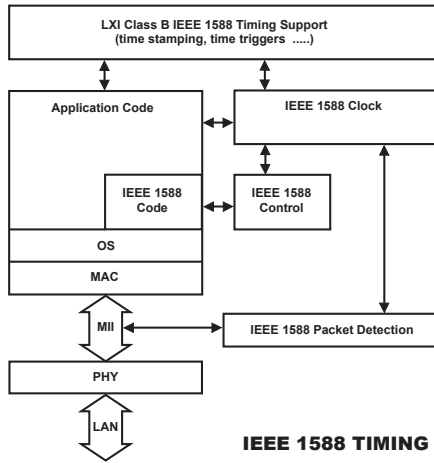 LXI Class B IEEE 1588 Timing Support
(time stamping, time triggers .....)
Application Code
IEEE 1588 Clock
IEEE 1588
Code
IEEE 1588
Control
OS
MAC
MII
IEEE 1588 Packet Detection
PHY
LAN
IEEE 1588 TIMING